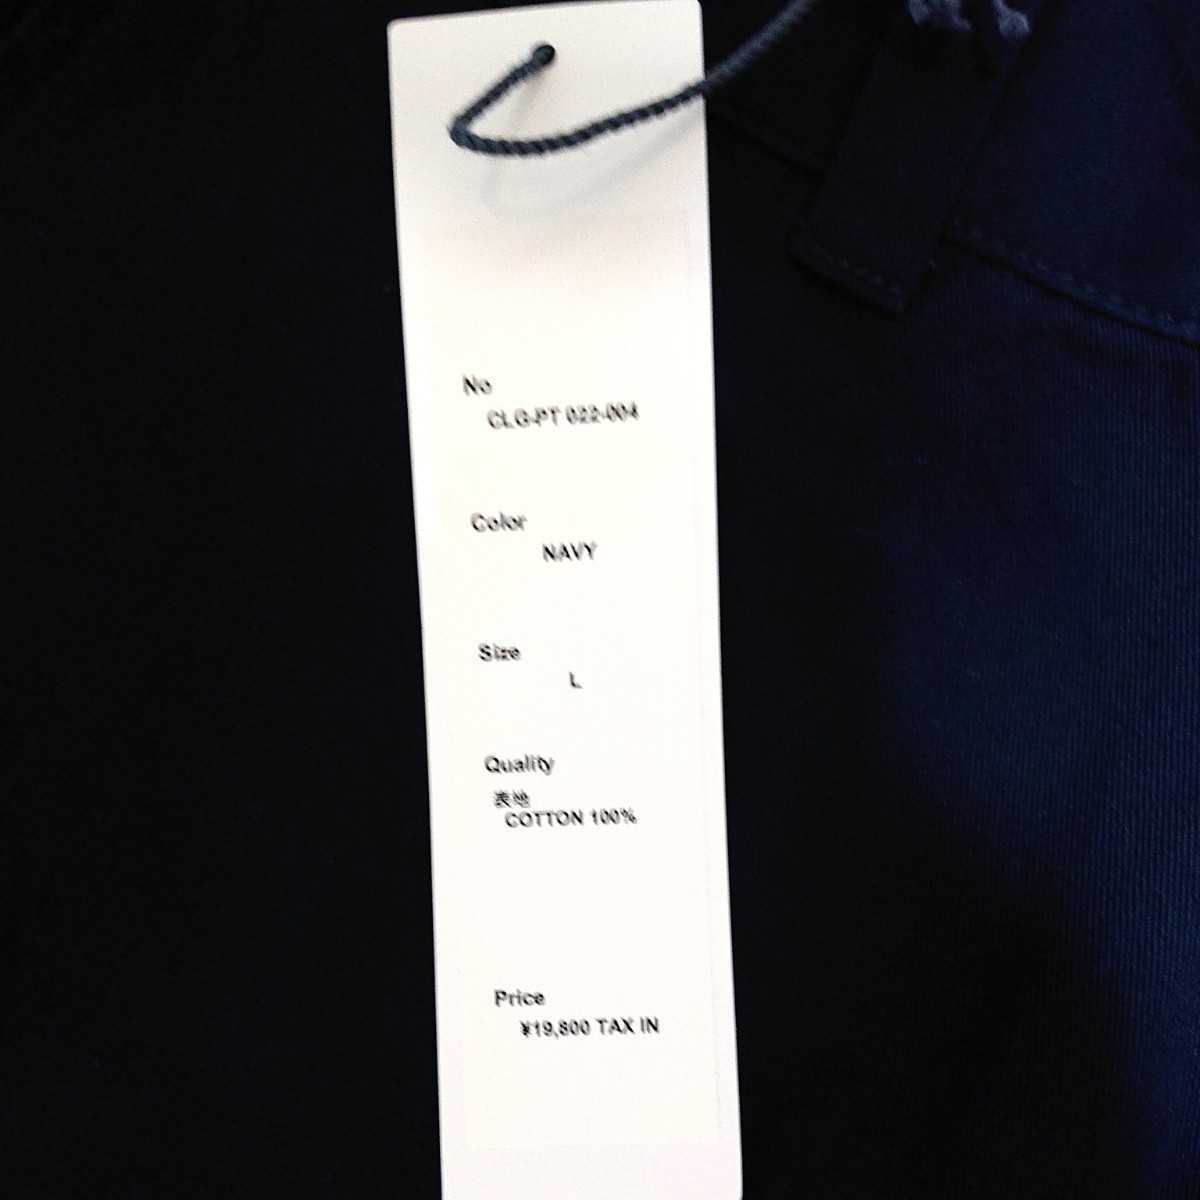 No
CLG-PT 022-004
Color
NAVY
Size
L
Quality
表地
COTTON 100%
Price
¥19,800 TAX IN